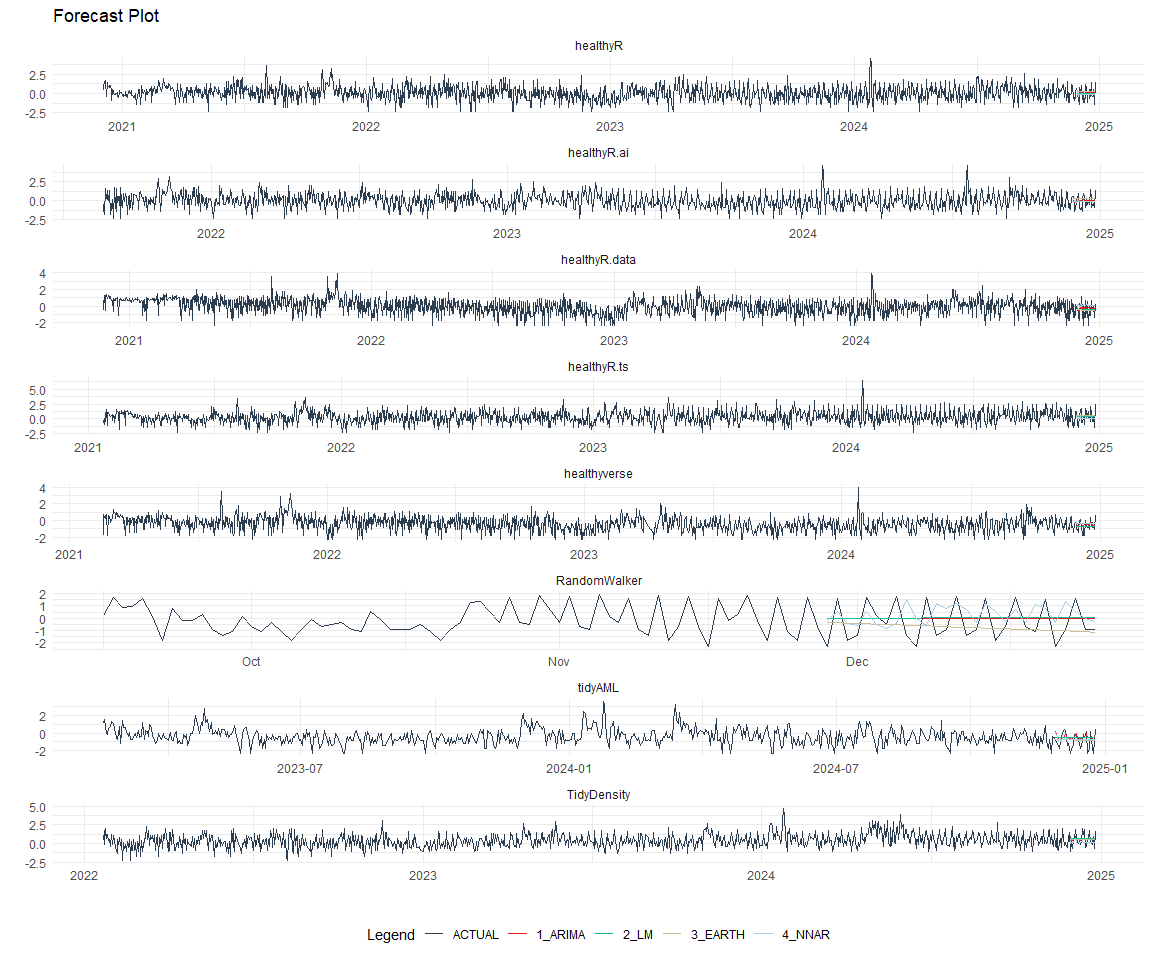 Forecast Plot
healthyR
2.5
0.0
-2.5
2021 2022 2023 2024 2025
healthyR.ai
2.5
0.0
-2.5
2022 2023 2024 2025
healthyR.data
4
2
0
-2
2021 2022 2023 2024 2025
healthyR.ts
5.0
2.5
0.0
-2.5
2021 2022 2023 2024 2025
healthyverse
4
2
0
-2
2021 2022 2023 2024 2025
RandomWalker
2
1
0
-1
-2
Oct Nov Dec
tidyAML
2
0
-2
2023-07 2024-01 2024-07 2025-01
TidyDensity
5.0
2.5
0.0
-2.5
2022 2023 2024 2025
Legend ACTUAL 1_ARIMA 2_LM 3_EARTH 4_NNAR